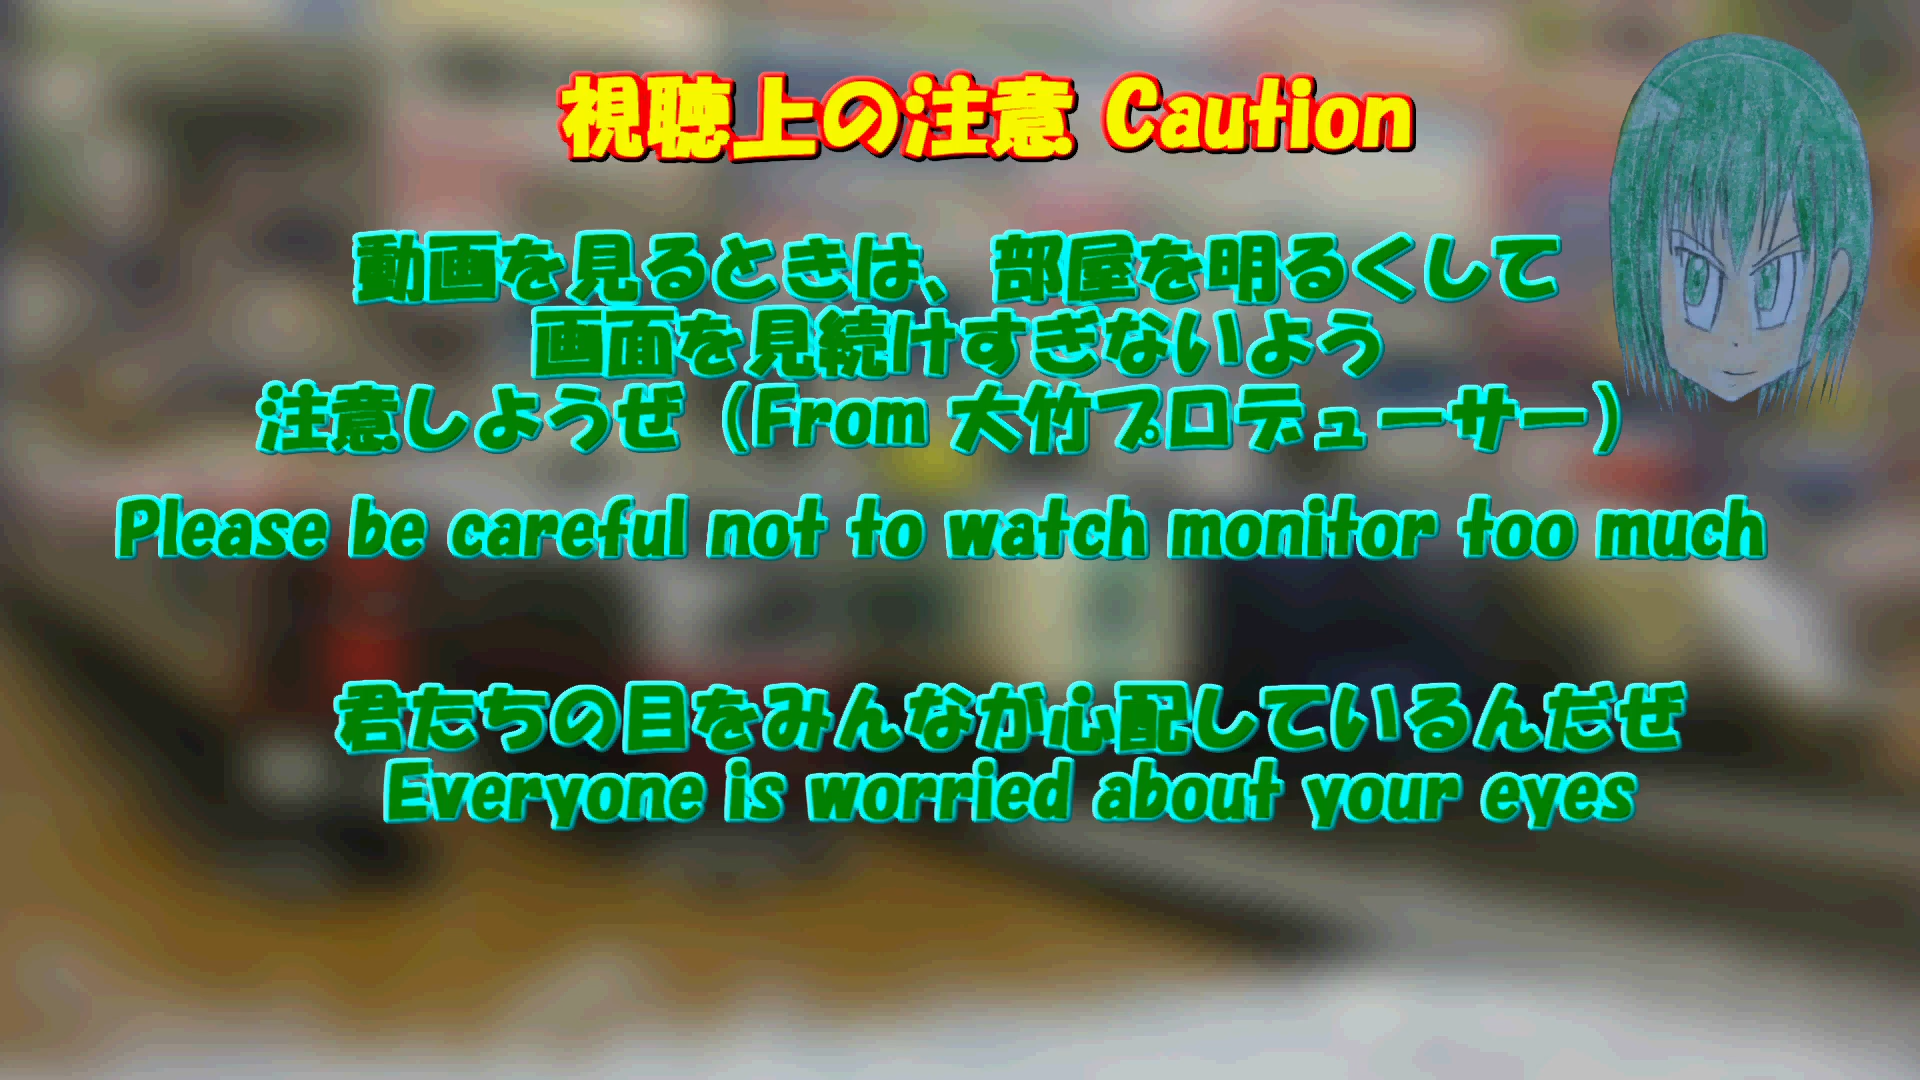 視聴上の注意 Caution
動画を見るときは、部屋を明るくして
画面を見続けすぎないよう
注意しようぜ（From 大竹プロデューサー）
Please be careful not to watch monitor too much
君たちの目をみんなが心配しているんだぜ
Everyone is worried about your eyes